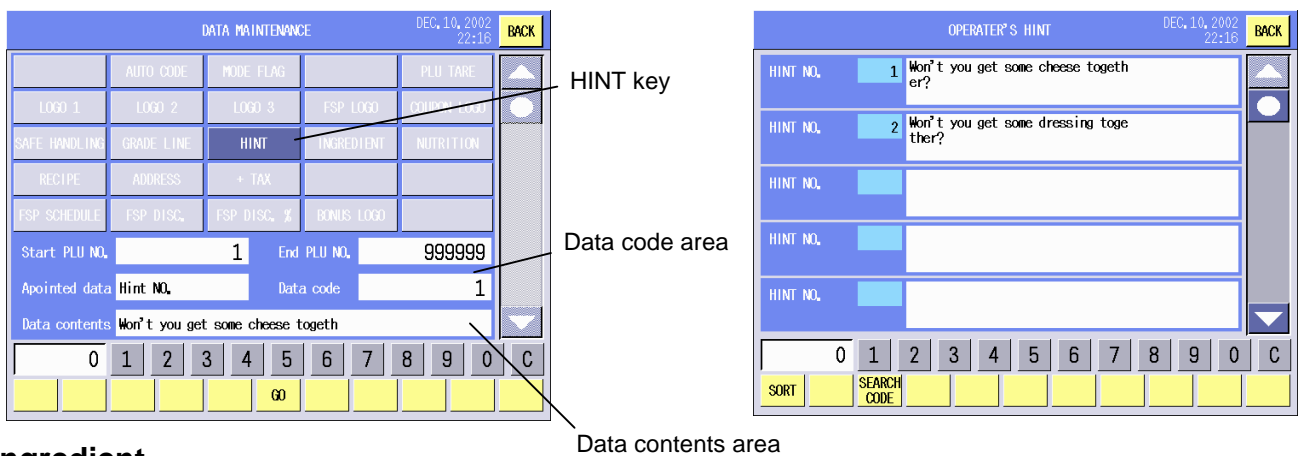 DATA MAINTENANCE
DEC,10,2002
22:16
BACK
AUTO CODE MODE FLAG PLU TARE
LOGO 1 LOGO 2 LOGO 3 FSP LOGO COUPON LOGO
SAFE HANDLING GRADE LINE HINT INGREDIENT NUTRITION
RECIPE ADDRESS + TAX
FSP SCHEDULE FSP DISC, FSP DISC, % BONUS LOGO
Start PLU NO. 1 End PLU NO. 999999
Apointed data Hint NO. Data code 1
Data contents Won't you get some cheese togeth
0 1 2 3 4 5 6 7 8 9 0 C
GO
HINT key
Data code area
Data contents area
OPERATER'S HINT
DEC,10,2002
22:16
BACK
HINT NO. 1 Won't you get some cheese togeth
er?
HINT NO. 2 Won't you get some dressing toge
ther?
HINT NO.
HINT NO.
HINT NO.
0 1 2 3 4 5 6 7 8 9 0 C
SORT SEARCH
CODE